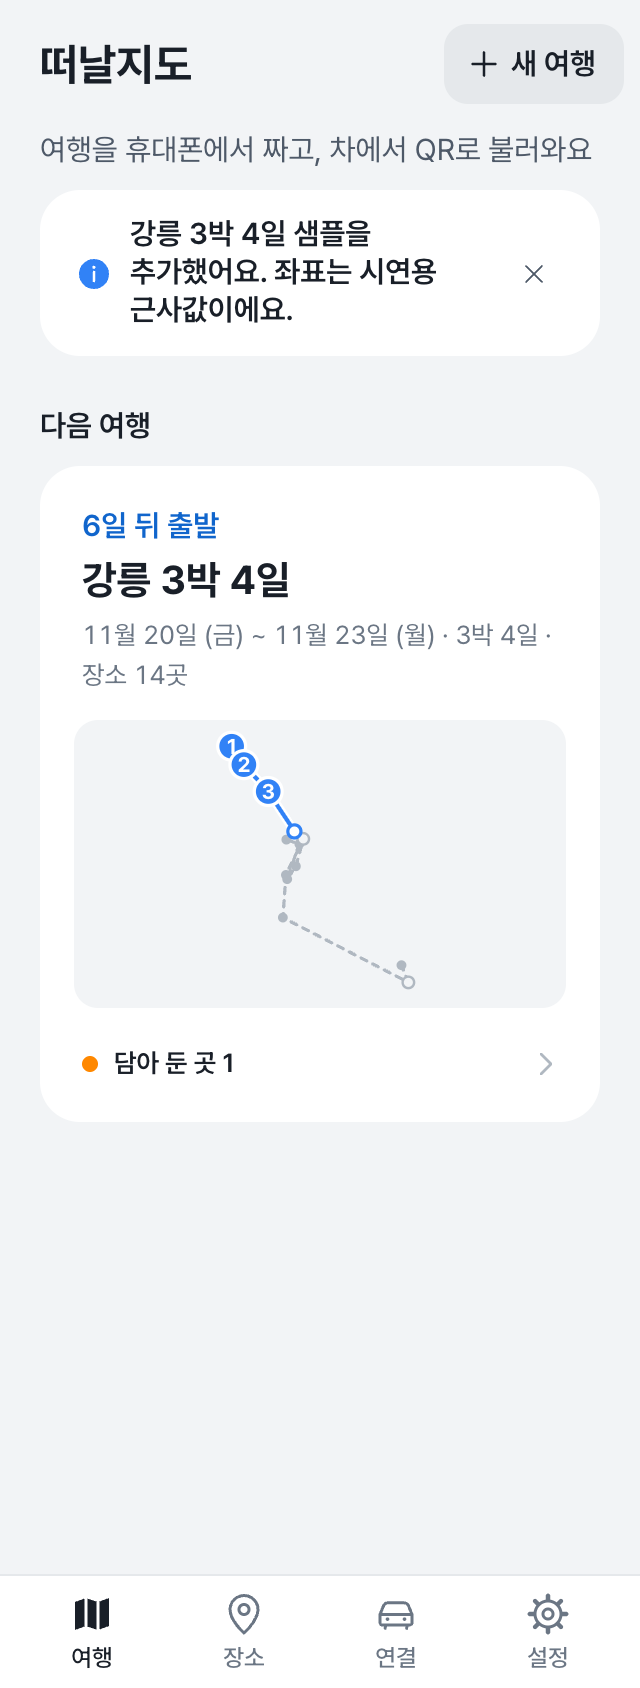 떠날지도
새 여행
여행을 휴대폰에서 짜고, 차에서 QR로 불러와요
강릉 3박 4일 샘플을
추가했어요. 좌표는 시연용
근사값이에요.
다음 여행
6일 뒤 출발
강릉 3박 4일
11월 20일 (금) ~ 11월 23일 (월) · 3박 4일 ·
장소 14곳
1
2
3
담아 둔 곳 1
여행
장소
연결
설정